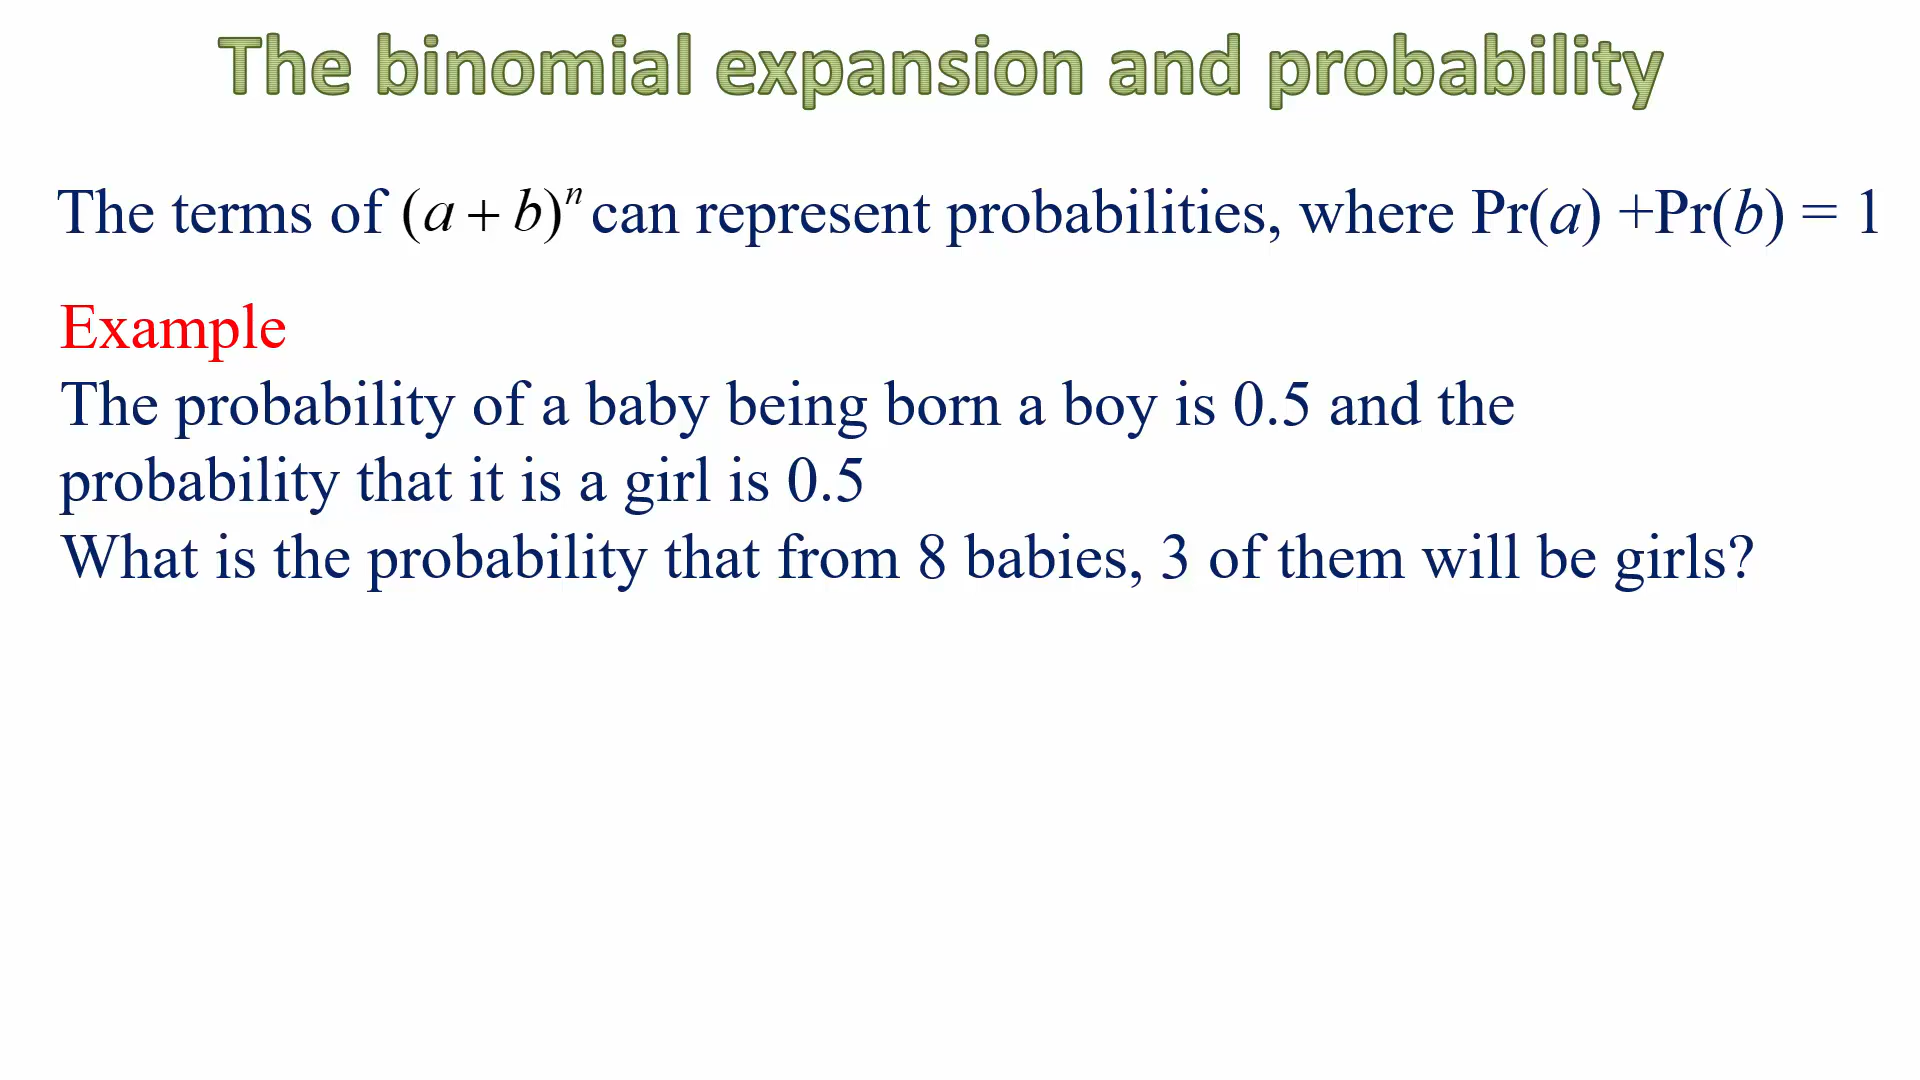 The binomial expansion and probability
The terms of (a + b)ⁿ can represent probabilities, where Pr(a) +Pr(b) = 1
Example
The probability of a baby being born a boy is 0.5 and the
probability that it is a girl is 0.5
What is the probability that from 8 babies, 3 of them will be girls?